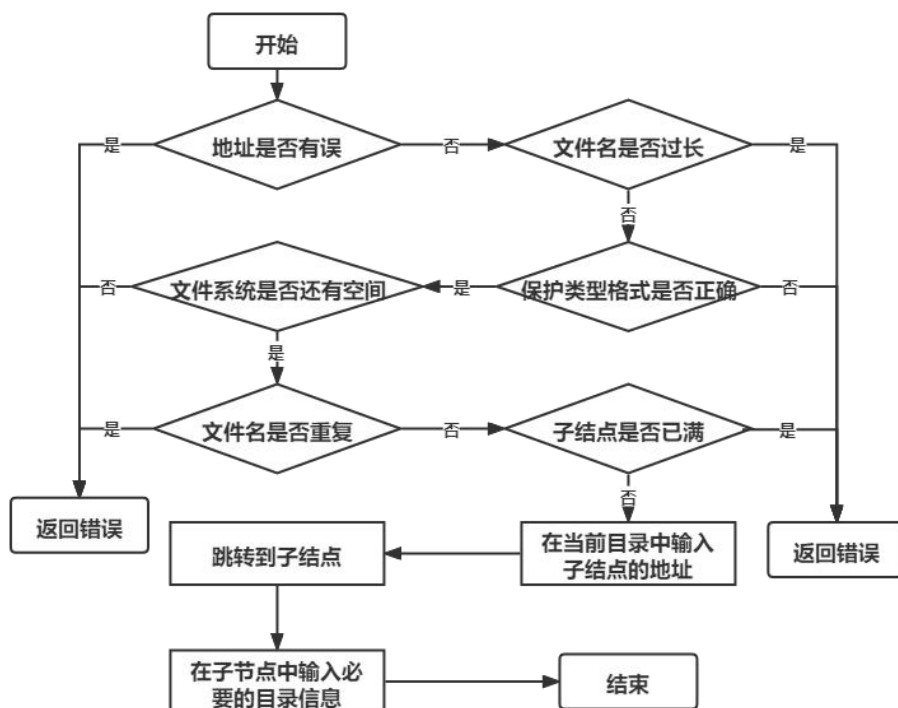 开始
是
地址是否有误
否
文件名是否过长
是
否
否
文件系统是否还有空间
是
保护类型格式是否正确
否
是
是
文件名是否重复
否
子结点是否已满
是
否
返回错误
跳转到子结点
在当前目录中输入
子结点的地址
返回错误
在子节点中输入必
要的目录信息
结束